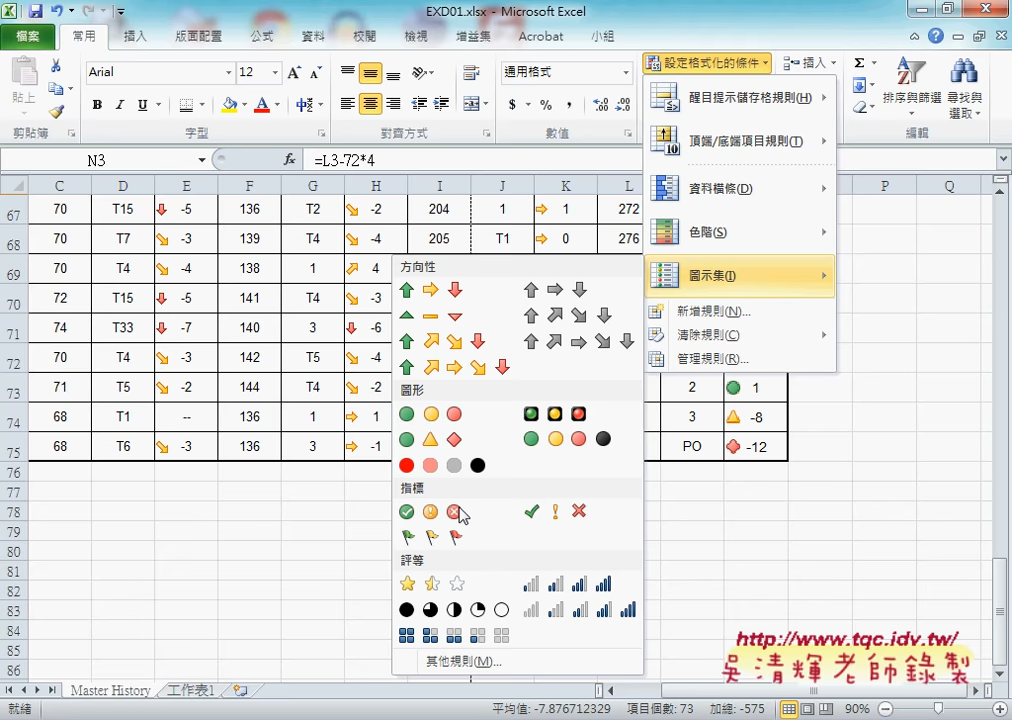 EXD01.xlsx - Microsoft Excel
檔案 常用 插入 版面配置 公式 資料 校閱 檢視 增益集 Acrobat 小組
貼上 Arial 12 通用格式 設定格式化的條件 插入 Σ 排序與篩選 尋找與選取
B I U $ % ,
剪貼簿 字型 對齊方式 數值 編輯
N3 fx =L3-72*4
C D E F G H I J K L P Q
67 70 T15 -5 136 T2 -2 204 1 1 272
68 70 T7 -3 139 T4 -4 205 T1 0 276
69 70 T4 -4 138 1 4
70 72 T15 -5 141 T4 -3
71 74 T33 -7 140 3 -6
72 70 T4 -3 142 T5 -4
73 71 T5 -2 144 T4 -2 2 1
74 68 T1 -- 136 1 1 3 -8
75 68 T6 -3 136 3 -1 PO -12
76
77
78
79
80
81
82
83
84
85
86
醒目提示儲存格規則(H)
頂端/底端項目規則(T)
資料橫條(D)
色階(S)
圖示集(I)
新增規則(N)...
清除規則(C)
管理規則(R)...
方向性
圖形
指標
評等
其他規則(M)...
http://www.tqc.idv.tw/
吳清輝老師錄製
Master History 工作表1
就緒 平均值: -7.876712329 項目個數: 73 加總: -575 90%